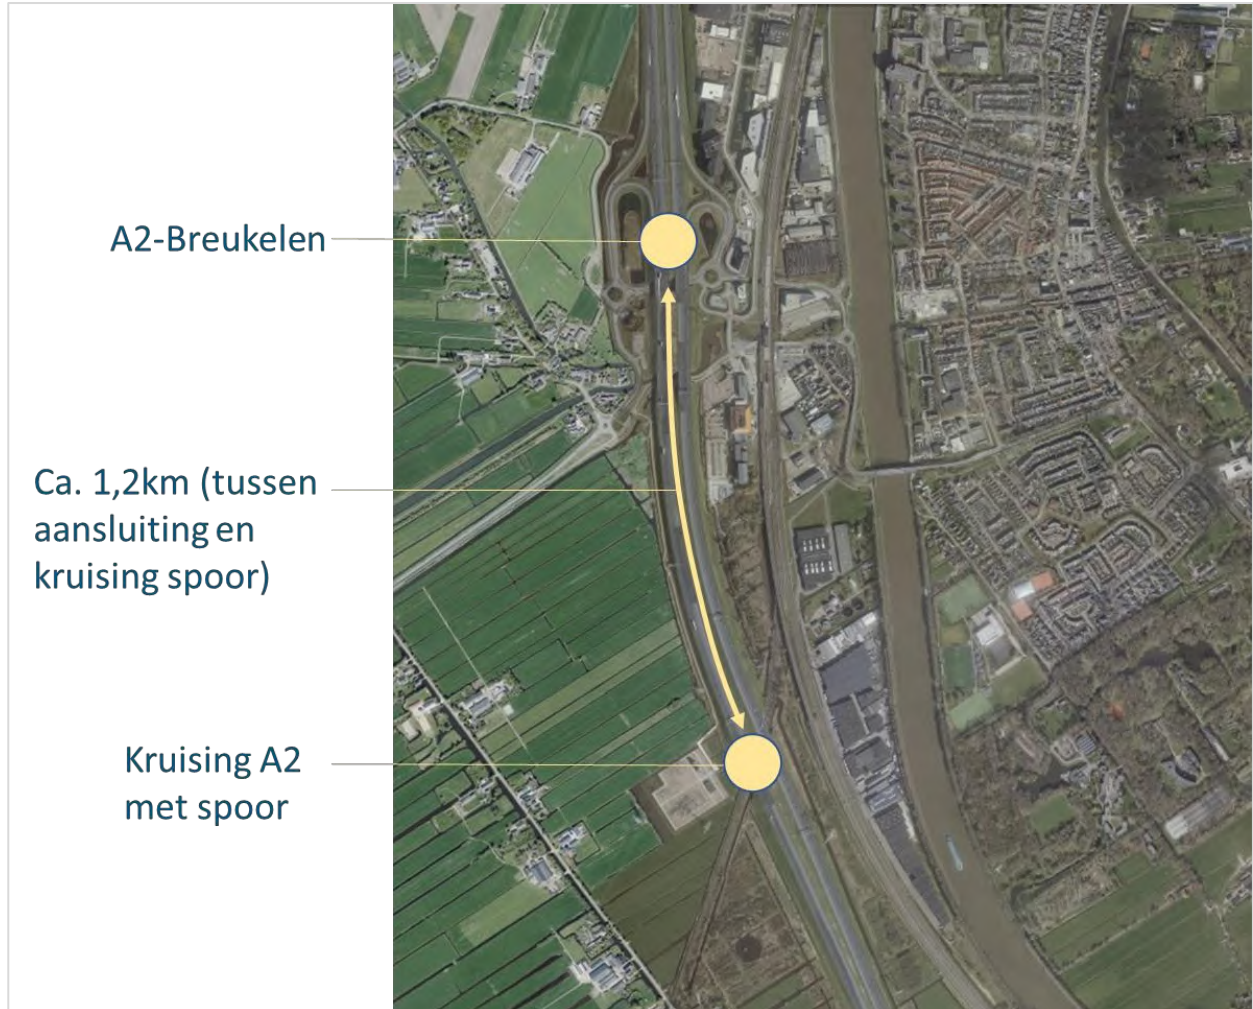 A2-Breukelen
Ca. 1,2km (tussen
aansluiting en
kruising spoor)
Kruising A2
met spoor